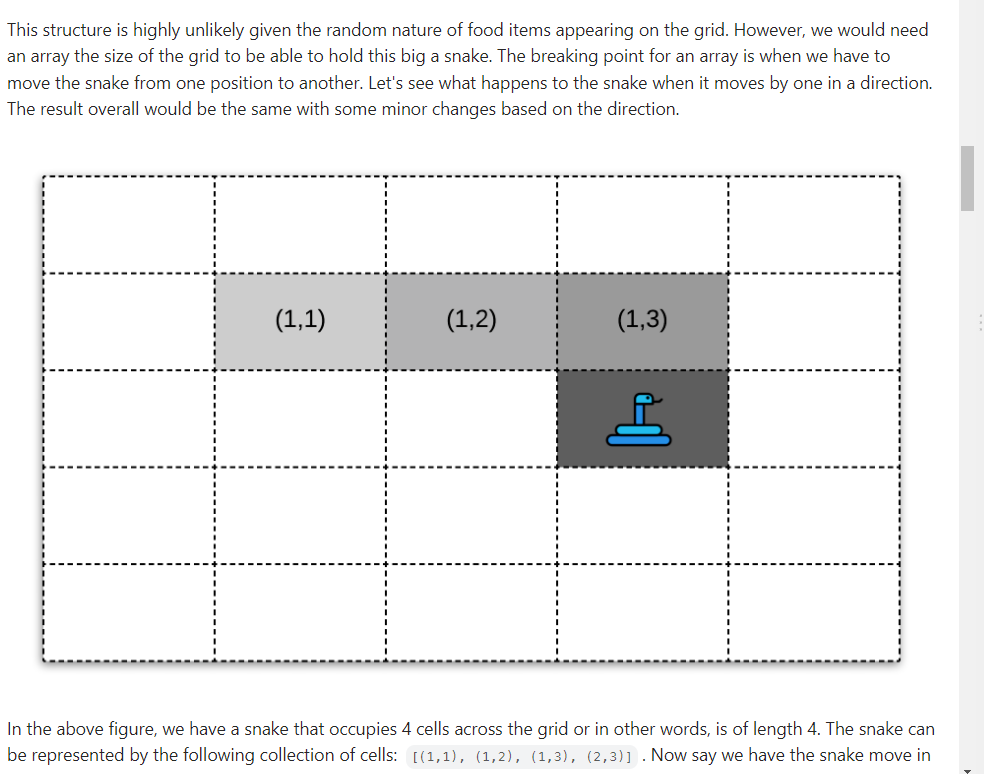 This structure is highly unlikely given the random nature of food items appearing on the grid. However, we would need
an array the size of the grid to be able to hold this big a snake. The breaking point for an array is when we have to
move the snake from one position to another. Let's see what happens to the snake when it moves by one in a direction.
The result overall would be the same with some minor changes based on the direction.
(1,1) (1,2) (1,3)
In the above figure, we have a snake that occupies 4 cells across the grid or in other words, is of length 4. The snake can
be represented by the following collection of cells: [(1,1), (1,2), (1,3), (2,3)] . Now say we have the snake move in